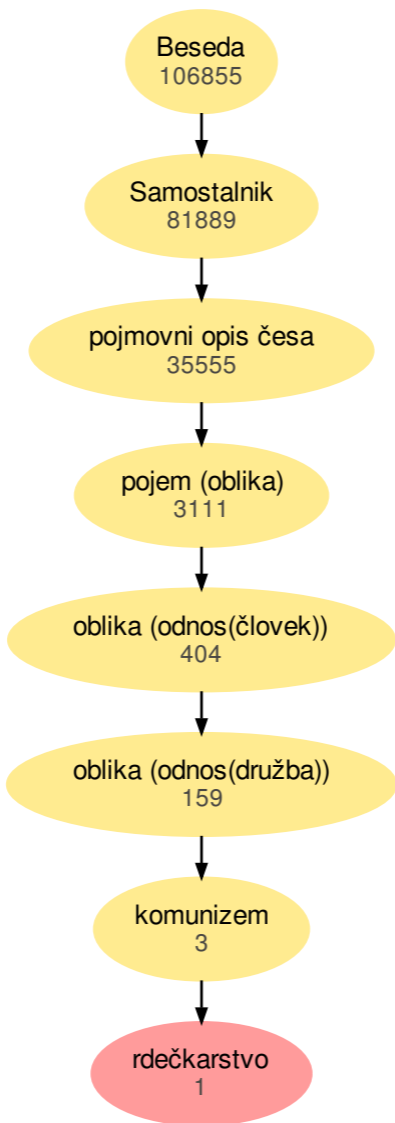 Beseda
106855
Samostalnik
81889
pojmovni opis česa
35555
pojem (oblika)
3111
oblika (odnos(človek))
404
oblika (odnos(družba))
159
komunizem
3
rdečkarstvo
1